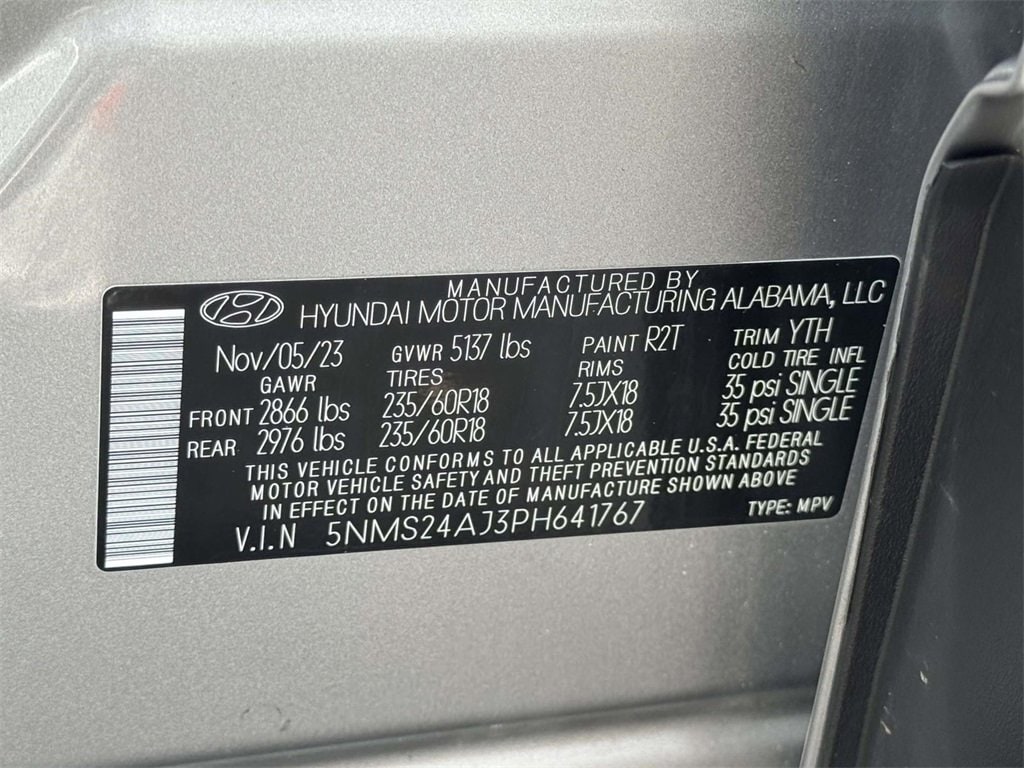 MANUFACTURED BY
HYUNDAI MOTOR MANUFACTURING ALABAMA, LLC
Nov/05/23 GVWR 5137 lbs PAINT R2T TRIM YTH
GAWR TIRES RIMS COLD TIRE INFL
FRONT 2866 lbs 235/60R18 7.5JX18 35 psi SINGLE
REAR 2976 lbs 235/60R18 7.5JX18 35 psi SINGLE
THIS VEHICLE CONFORMS TO ALL APPLICABLE U.S.A. FEDERAL
MOTOR VEHICLE SAFETY AND THEFT PREVENTION STANDARDS
IN EFFECT ON THE DATE OF MANUFACTURE SHOWN ABOVE
V.I.N 5NMS24AJ3PH641767 TYPE: MPV